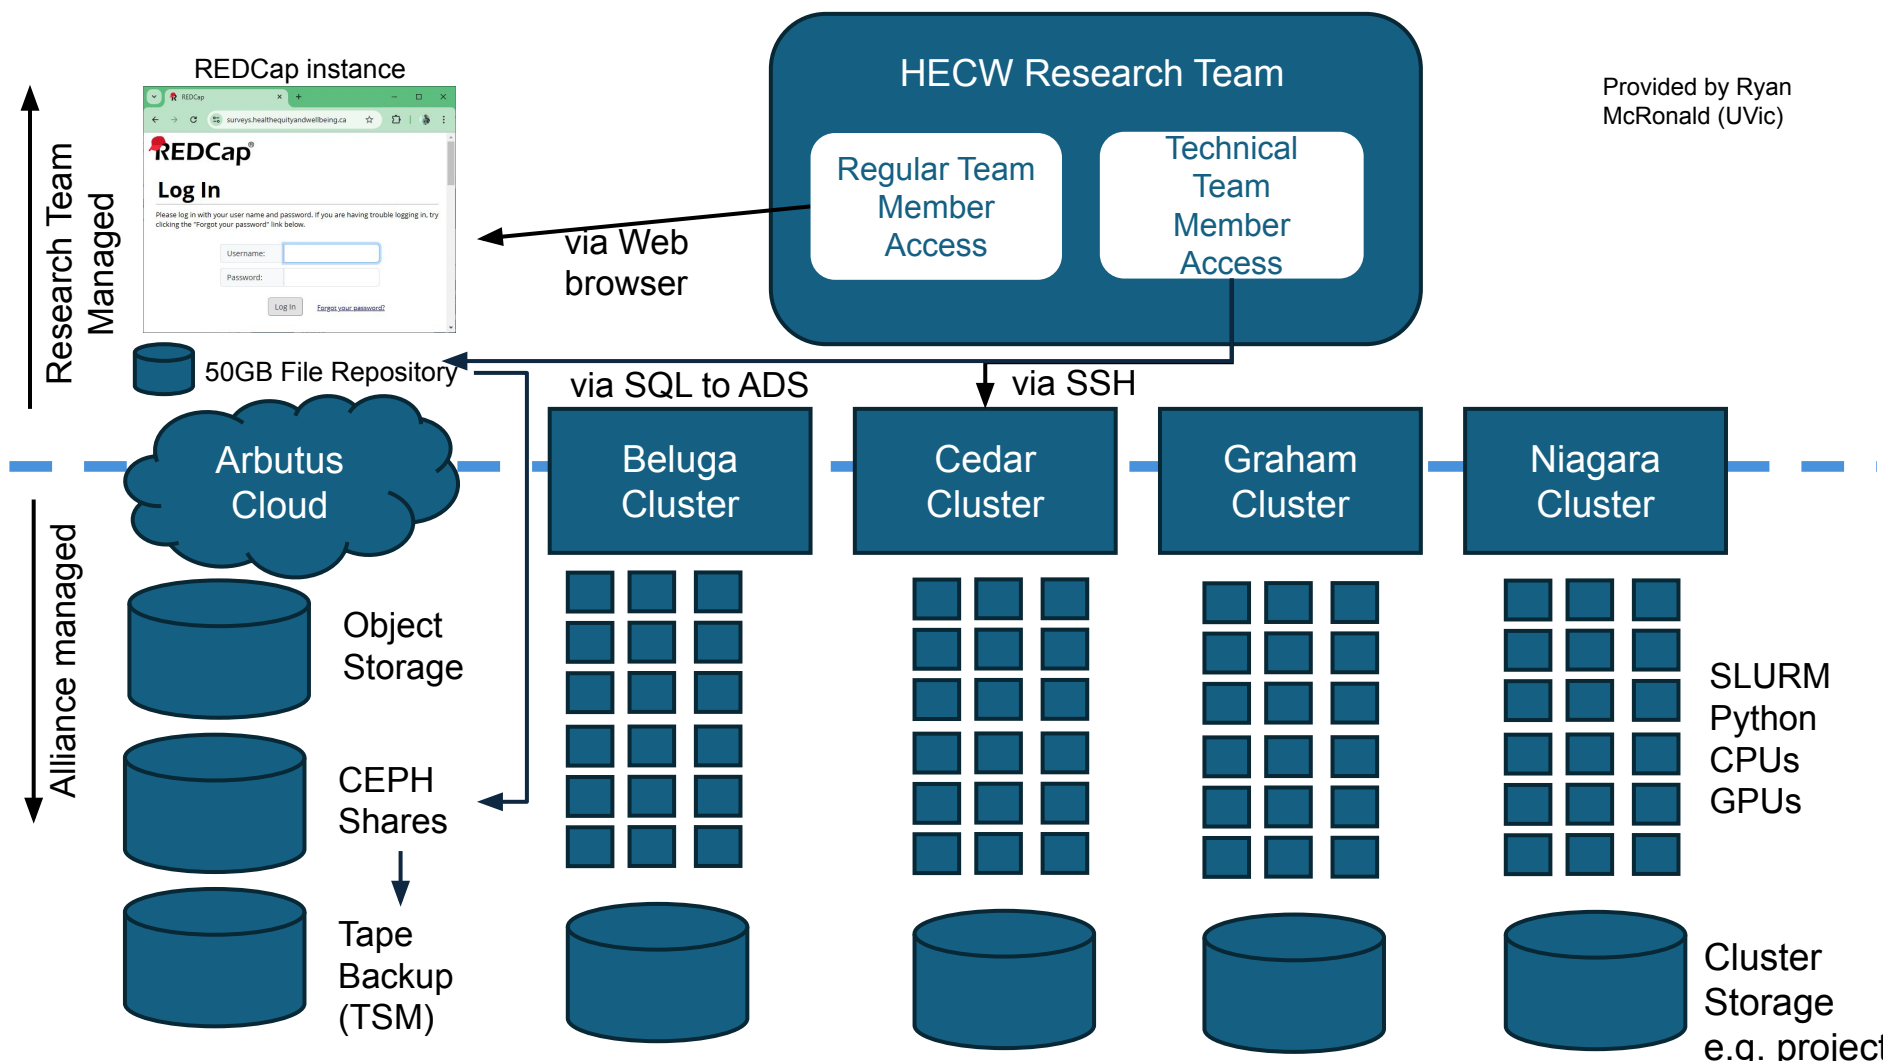 REDCap instance
REDCap
surveys.healthequityandwellbeing.ca
REDCap®
Log In
Please log in with your user name and password. If you are having trouble logging in, try
clicking the "Forgot your password" link below.
Username:
Password:
Log In
Forgot your password?
HECW Research Team
Regular Team
Member
Access
Technical
Team
Member
Access
Provided by Ryan
McRonald (UVic)
via Web
browser
Research Team
Managed
50GB File Repository
via SQL to ADS
via SSH
Arbutus
Cloud
Beluga
Cluster
Cedar
Cluster
Graham
Cluster
Niagara
Cluster
Alliance managed
Object
Storage
CEPH
Shares
Tape
Backup
(TSM)
SLURM
Python
CPUs
GPUs
Cluster
Storage
e.g. project